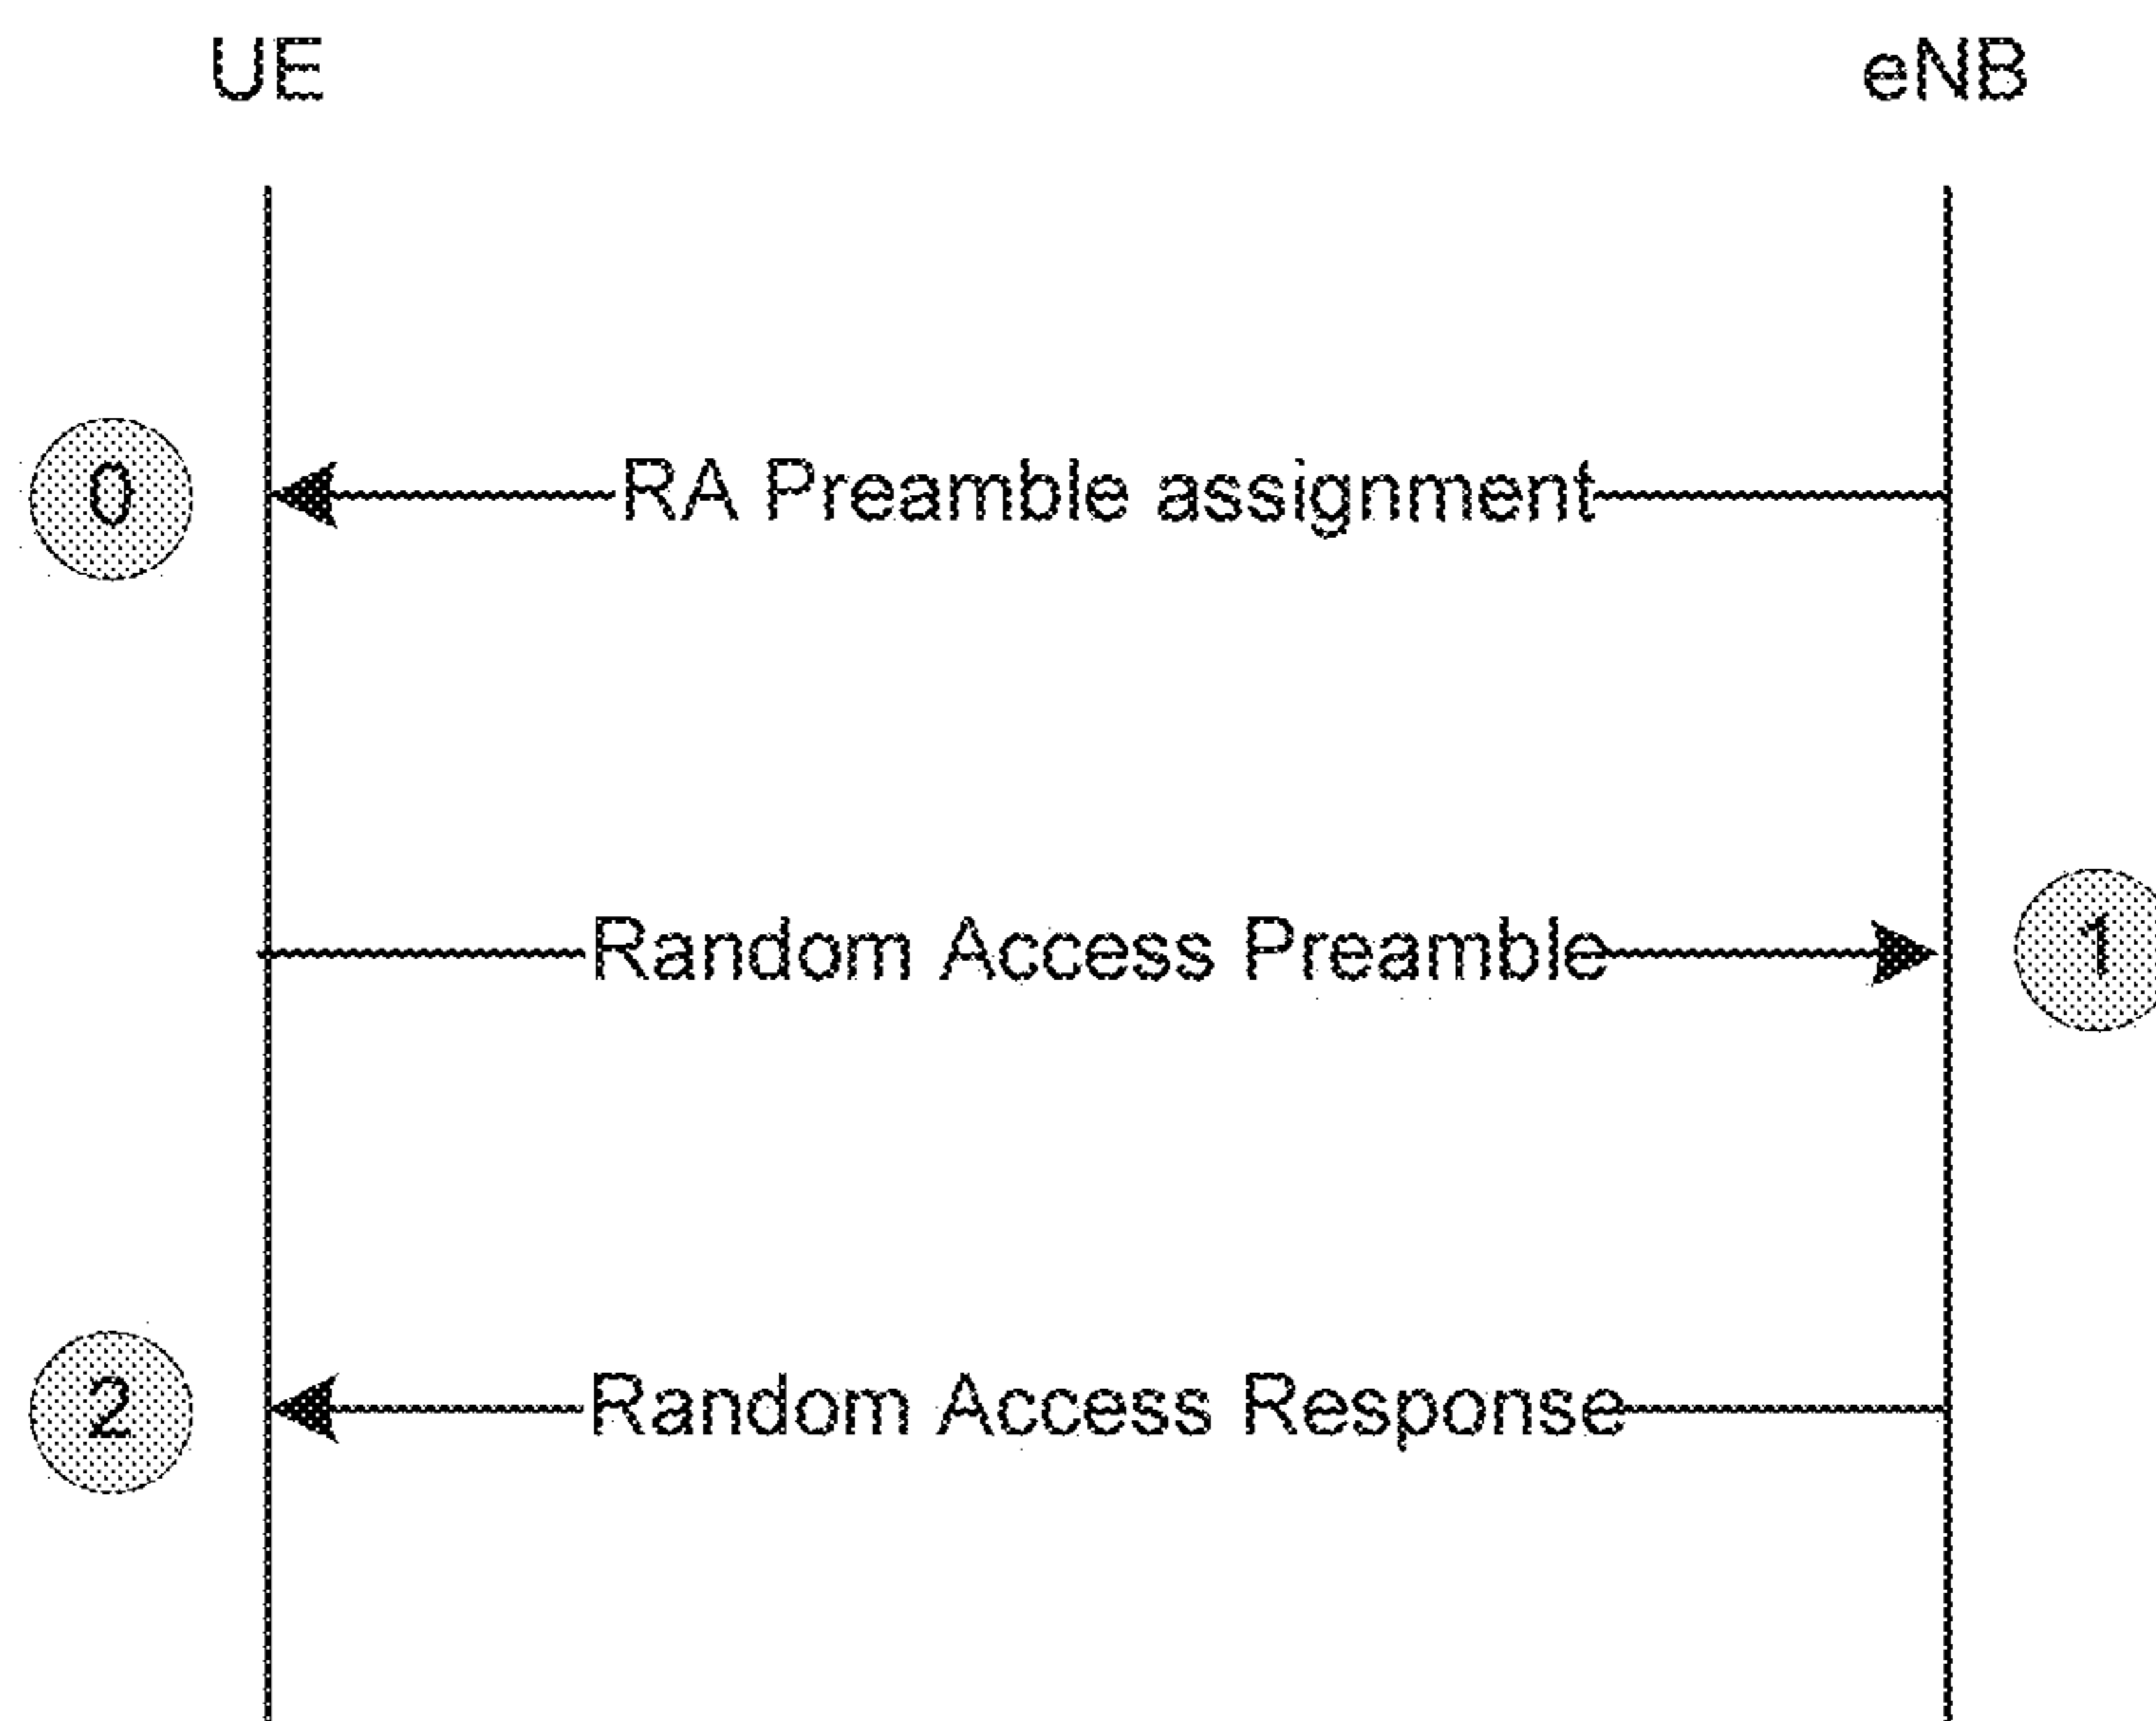 UE eNB
0 RA Preamble assignment
Random Access Preamble 1
2 Random Access Response